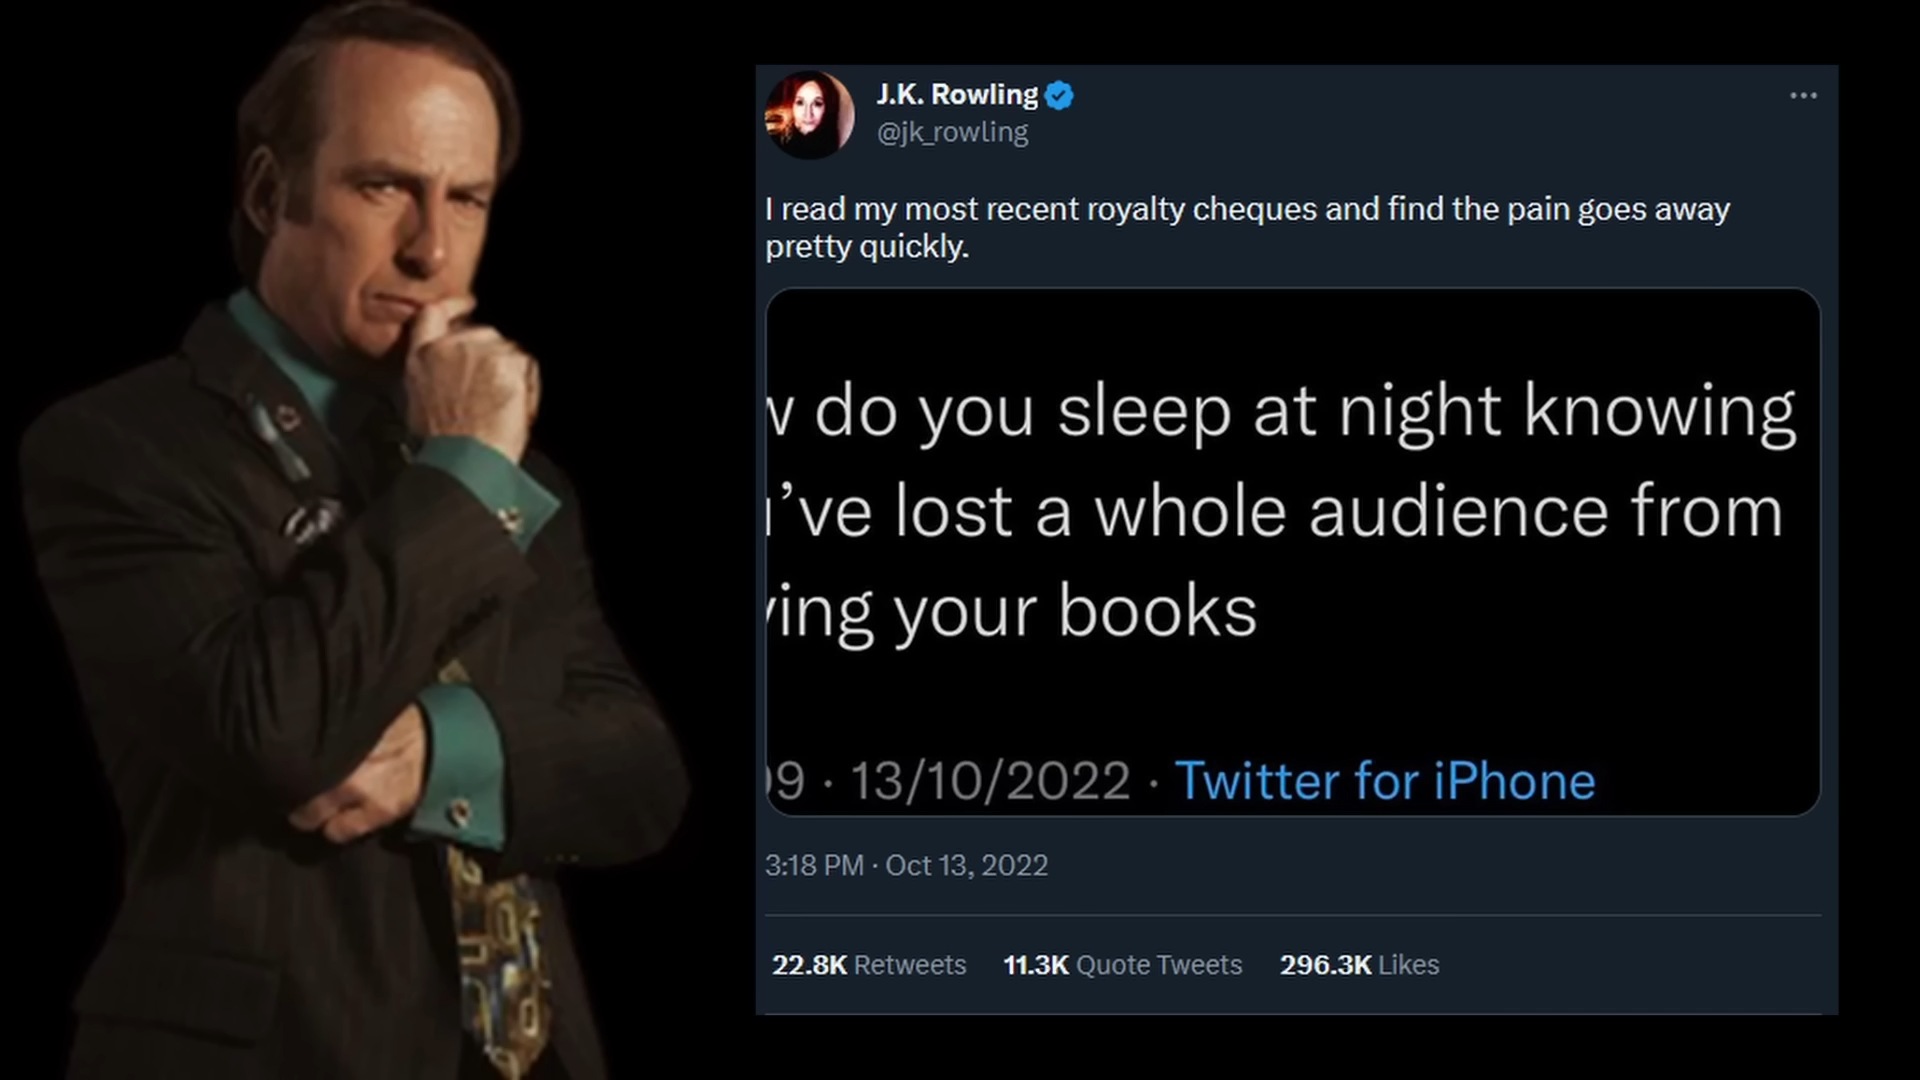 J.K. Rowling
@jk_rowling
I read my most recent royalty cheques and find the pain goes away
pretty quickly.
w do you sleep at night knowing
u’ve lost a whole audience from
ying your books
09 · 13/10/2022 · Twitter for iPhone
3:18 PM · Oct 13, 2022
22.8K Retweets 11.3K Quote Tweets 296.3K Likes